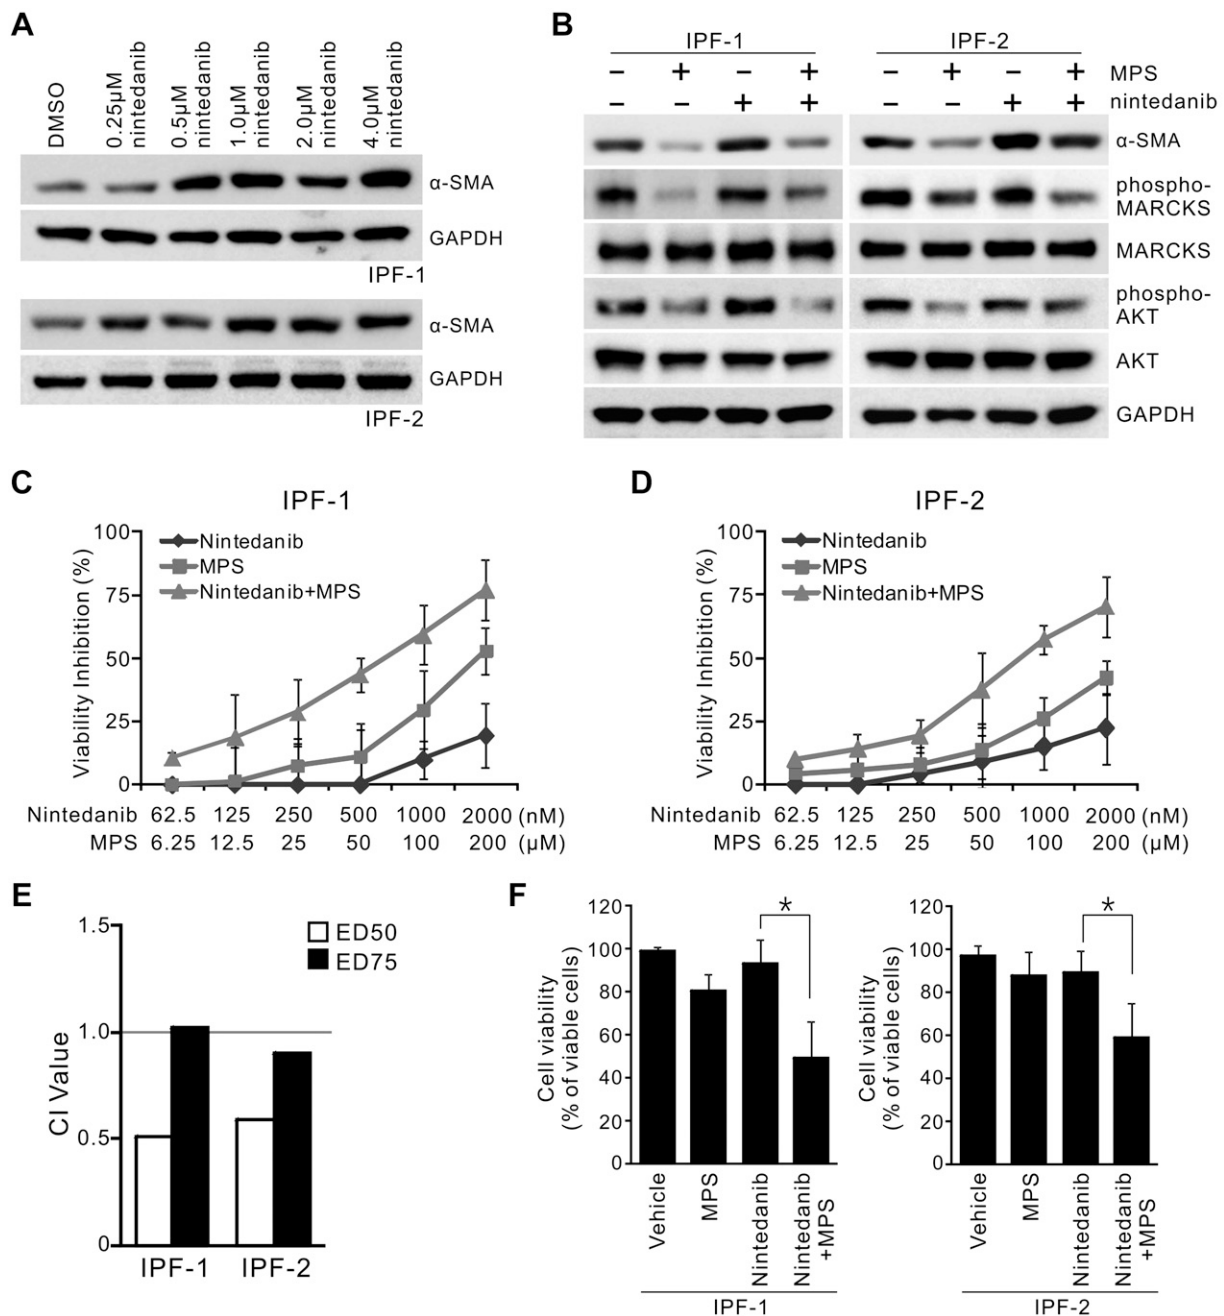 A
DMSO
0.25μM
nintedanib
0.5μM
nintedanib
1.0μM
nintedanib
2.0μM
nintedanib
4.0μM
nintedanib
α-SMA
GAPDH
IPF-1
α-SMA
GAPDH
IPF-2
B
IPF-1 IPF-2
− + − + − + − + MPS
− − + + − − + + nintedanib
α-SMA
phospho-
MARCKS
MARCKS
phospho-
AKT
AKT
GAPDH
C
IPF-1
Viability Inhibition (%)
100
75
50
25
0
Nintedanib
MPS
Nintedanib+MPS
Nintedanib 62.5 125 250 500 1000 2000 (nM)
MPS 6.25 12.5 25 50 100 200 (μM)
D
IPF-2
Viability Inhibition (%)
100
75
50
25
0
Nintedanib
MPS
Nintedanib+MPS
Nintedanib 62.5 125 250 500 1000 2000 (nM)
MPS 6.25 12.5 25 50 100 200 (μM)
E
CI Value
1.5
1.0
0.5
0
ED50
ED75
IPF-1 IPF-2
F
Cell viability
(% of viable cells)
120
100
80
60
40
20
0
*
Vehicle
MPS
Nintedanib
Nintedanib
+MPS
IPF-1
Cell viability
(% of viable cells)
120
100
80
60
40
20
0
*
Vehicle
MPS
Nintedanib
Nintedanib
+MPS
IPF-2